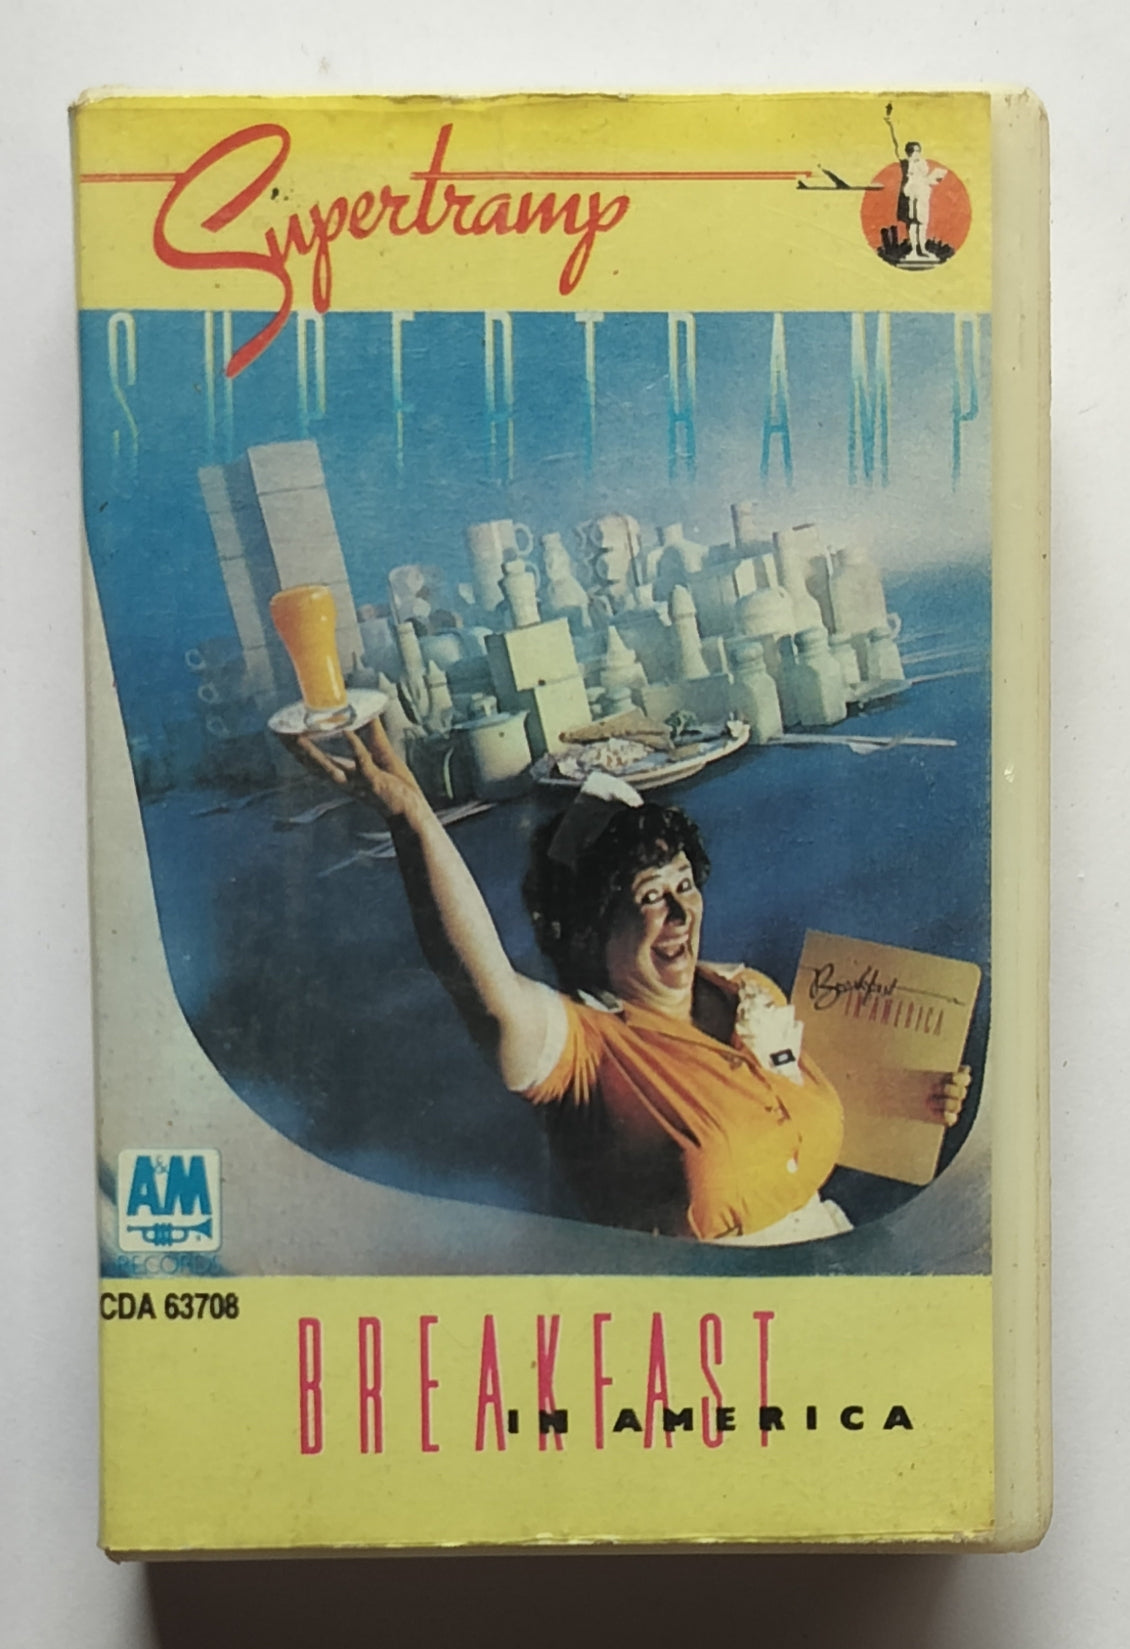 Supertramp
SUPERTRAMP
Breakfast
IN AMERICA
A&M
RECORDS
CDA 63708
BREAKFAST
IN AMERICA